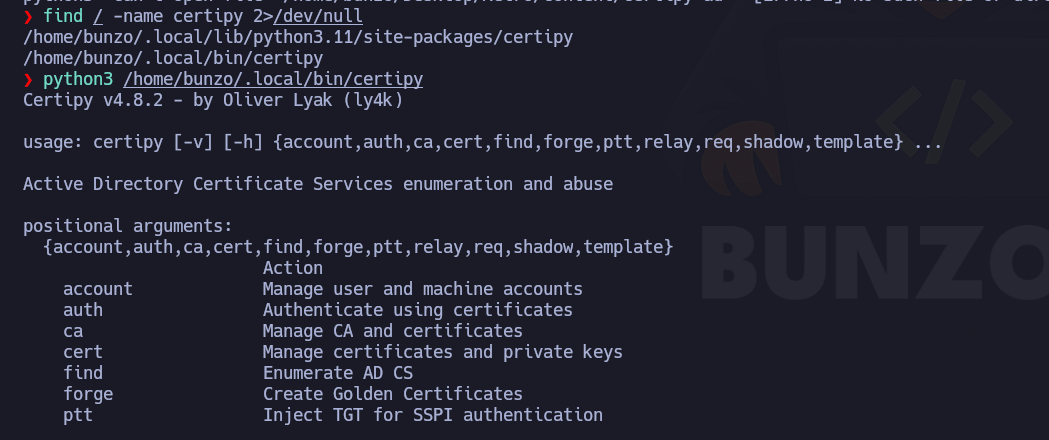 ❯ find / -name certipy 2>/dev/null
/home/bunzo/.local/lib/python3.11/site-packages/certipy
/home/bunzo/.local/bin/certipy
❯ python3 /home/bunzo/.local/bin/certipy
Certipy v4.8.2 - by Oliver Lyak (ly4k)
usage: certipy [-v] [-h] {account,auth,ca,cert,find,forge,ptt,relay,req,shadow,template} ...
Active Directory Certificate Services enumeration and abuse
positional arguments:
{account,auth,ca,cert,find,forge,ptt,relay,req,shadow,template}
Action
account Manage user and machine accounts
auth Authenticate using certificates
ca Manage CA and certificates
cert Manage certificates and private keys
find Enumerate AD CS
forge Create Golden Certificates
ptt Inject TGT for SSPI authentication
</>
BUNZO